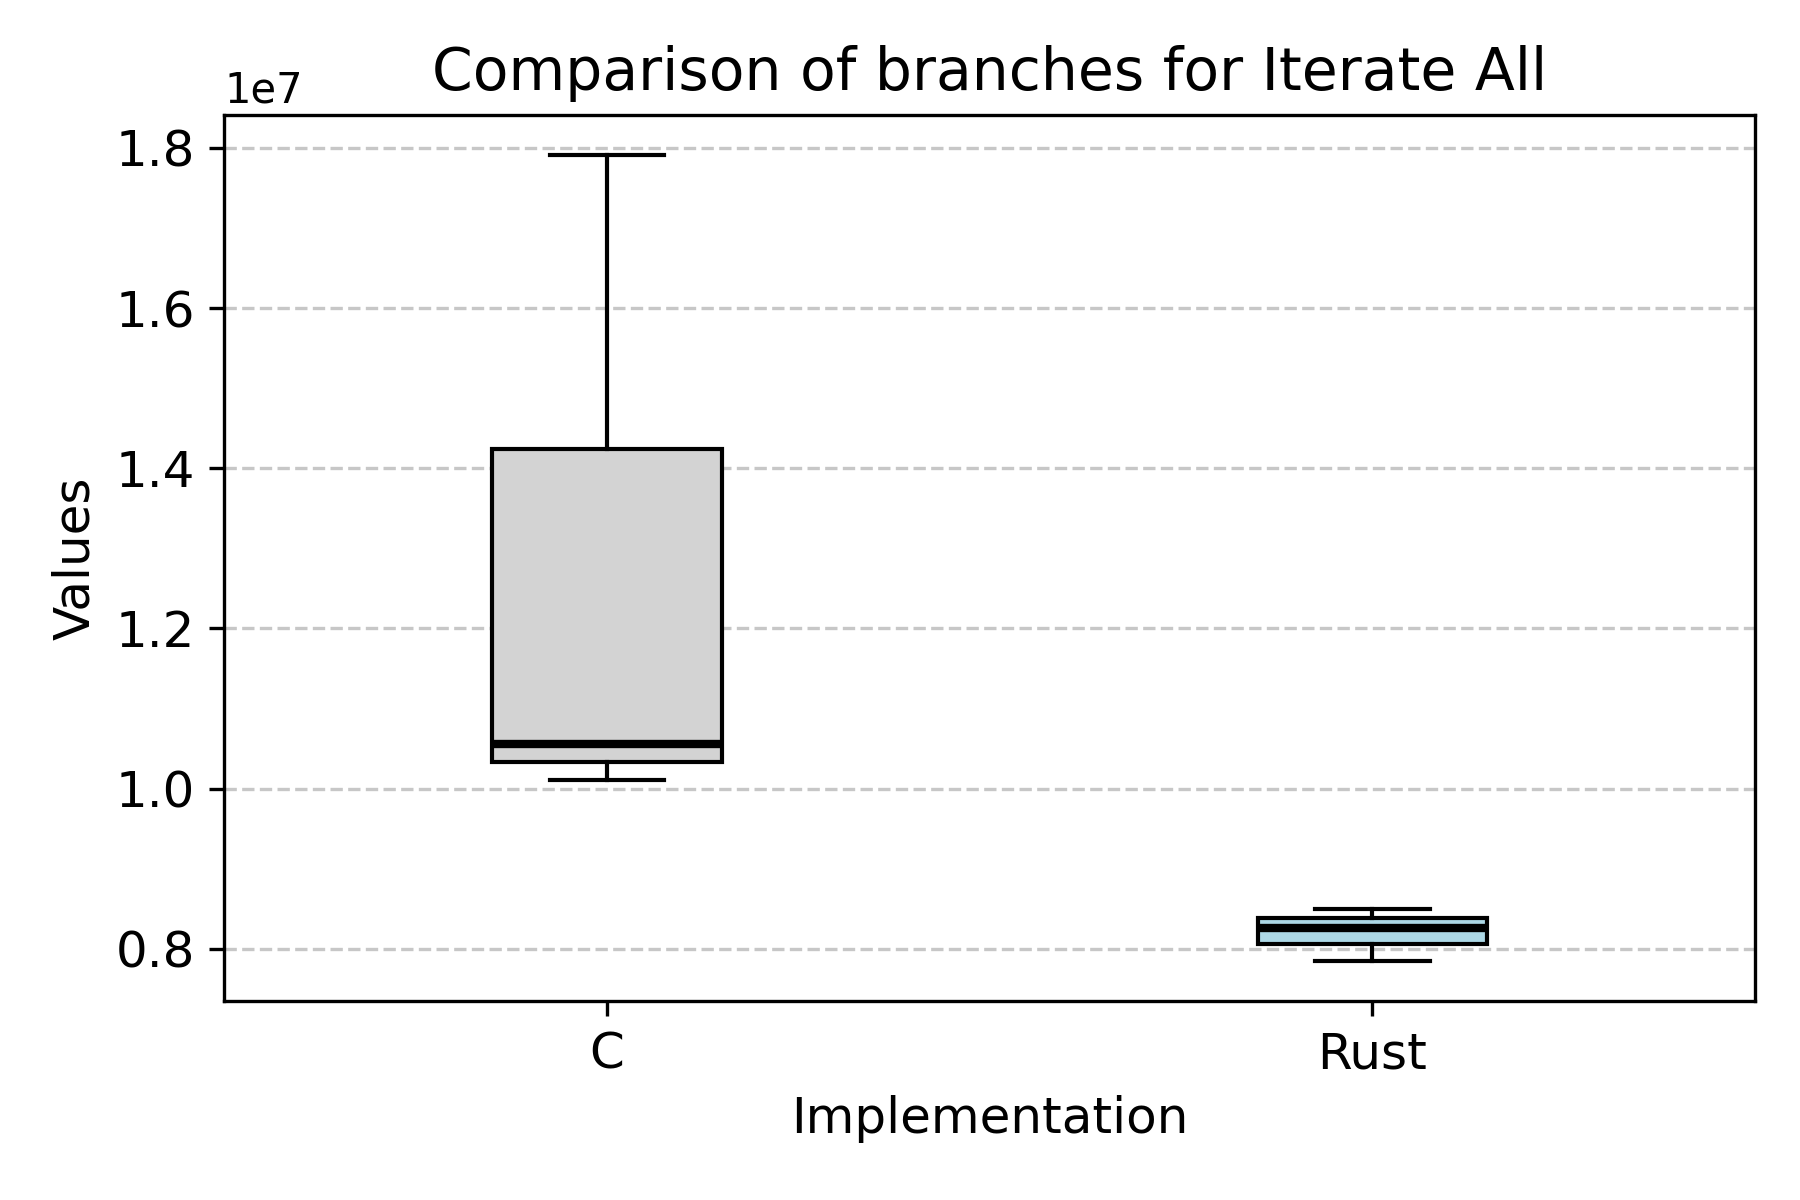 Comparison of branches for Iterate All
1e7
1.8
1.6
1.4
1.2
1.0
0.8
Values
C
Rust
Implementation